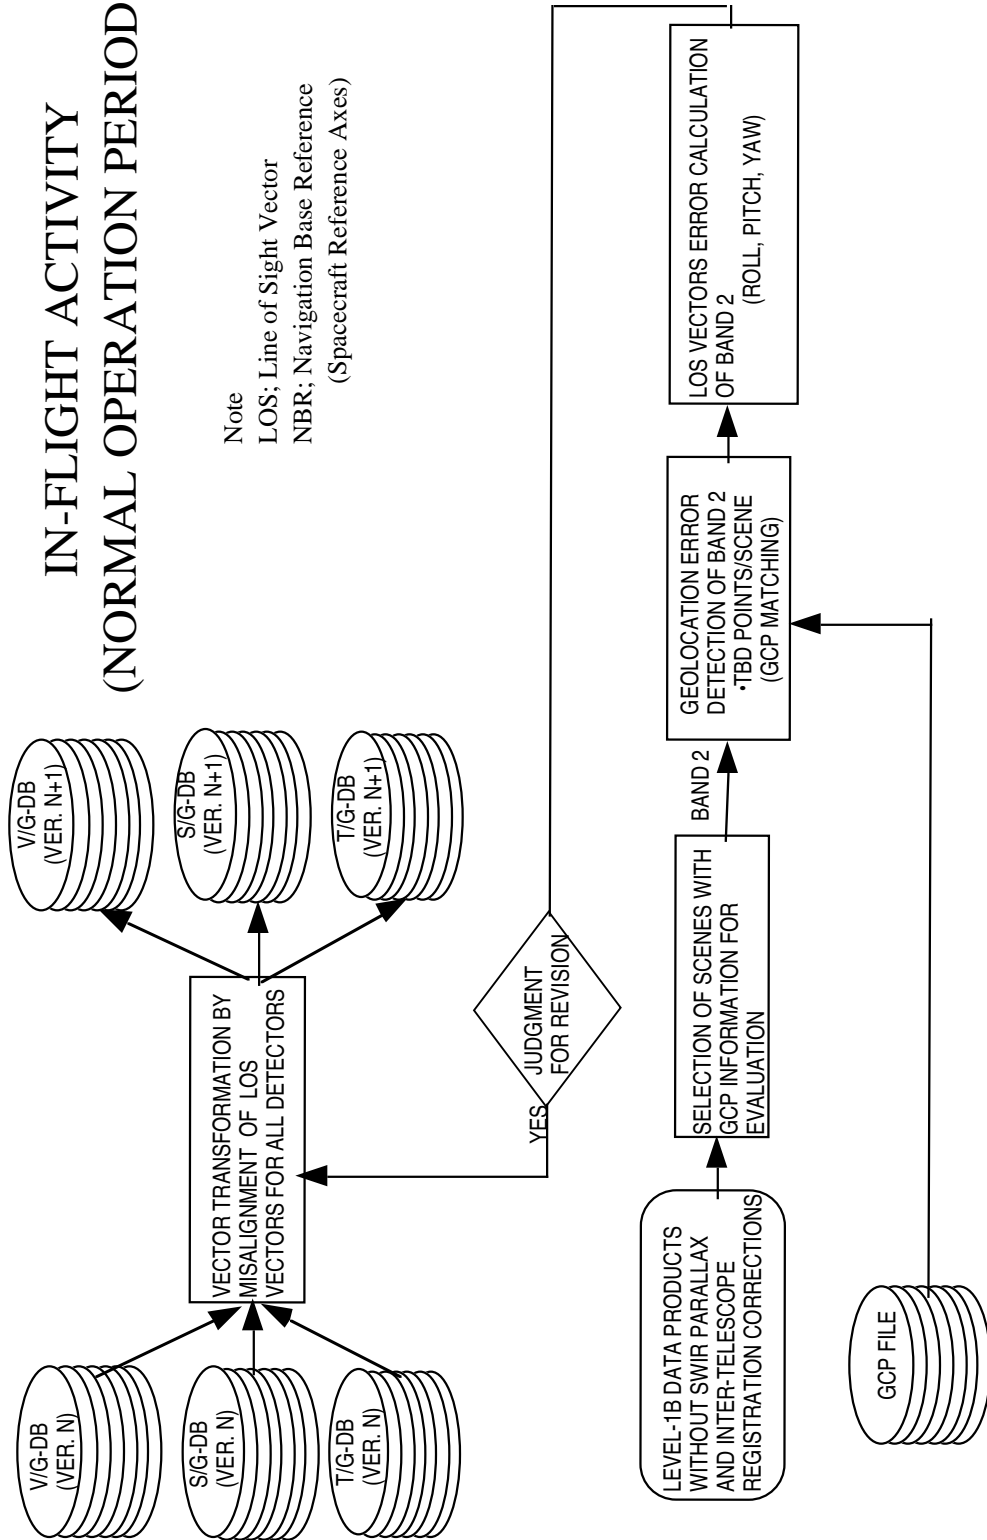 IN-FLIGHT ACTIVITY
(NORMAL OPERATION PERIOD
Note
LOS; Line of Sight Vector
NBR; Navigation Base Reference
(Spacecraft Reference Axes)
V/G-DB
(VER. N)
S/G-DB
(VER. N)
T/G-DB
(VER. N)
VECTOR TRANSFORMATION BY
MISALIGNMENT OF LOS
VECTORS FOR ALL DETECTORS
V/G-DB
(VER. N+1)
S/G-DB
(VER. N+1)
T/G-DB
(VER. N+1)
YES
JUDGMENT
FOR REVISION
LEVEL-1B DATA PRODUCTS
WITHOUT SWIR PARALLAX
AND INTER-TELESCOPE
REGISTRATION CORRECTIONS
SELECTION OF SCENES WITH
GCP INFORMATION FOR
EVALUATION
BAND 2
GEOLOCATION ERROR
DETECTION OF BAND 2
•TBD POINTS/SCENE
(GCP MATCHING)
LOS VECTORS ERROR CALCULATION
OF BAND 2
(ROLL, PITCH, YAW)
GCP FILE